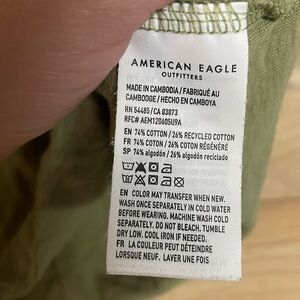 AMERICAN EAGLE
OUTFITTERS
MADE IN CAMBODIA / FABRIQUÉ AU
CAMBODGE / HECHO EN CAMBOYA
RN 54485 / CA 03873
RFC# AEM120605U9A
EN 74% COTTON / 26% RECYCLED COTTON
FR 74% COTON / 26% COTON RÉGÉNÉRÉ
SP 74% algodón / 26% algodón reciclado
EN COLOR MAY TRANSFER WHEN NEW.
WASH ONCE SEPARATELY IN COLD WATER
BEFORE WEARING. MACHINE WASH COLD
SEPARATELY. DO NOT BLEACH. TUMBLE
DRY LOW. COOL IRON IF NEEDED.
FR LA COULEUR PEUT DÉTEINDRE
LORSQUE NEUF. LAVER UNE FOIS